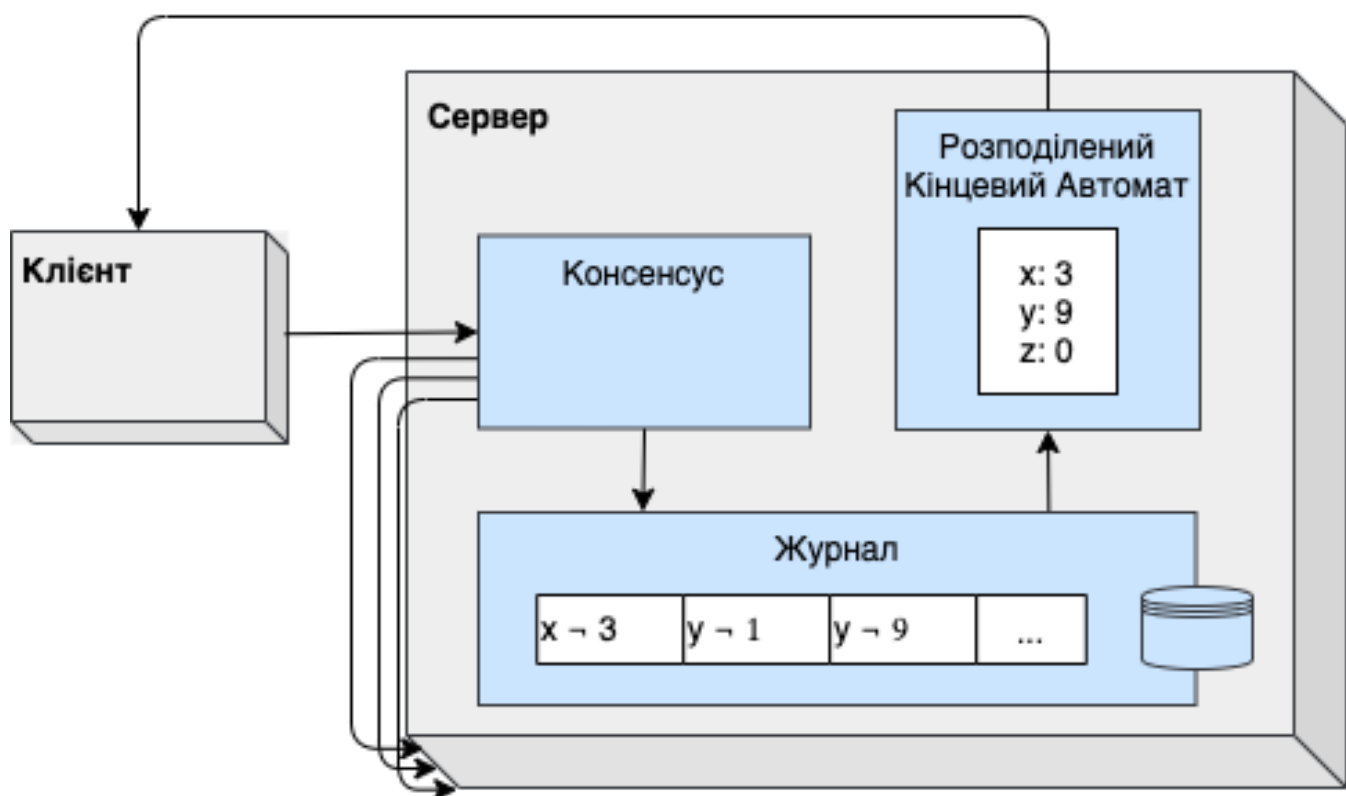 Сервер
Розподілений
Кінцевий Автомат
x: 3
y: 9
z: 0
Клієнт
Консенсус
Журнал
x ¬ 3
y ¬ 1
y ¬ 9
...